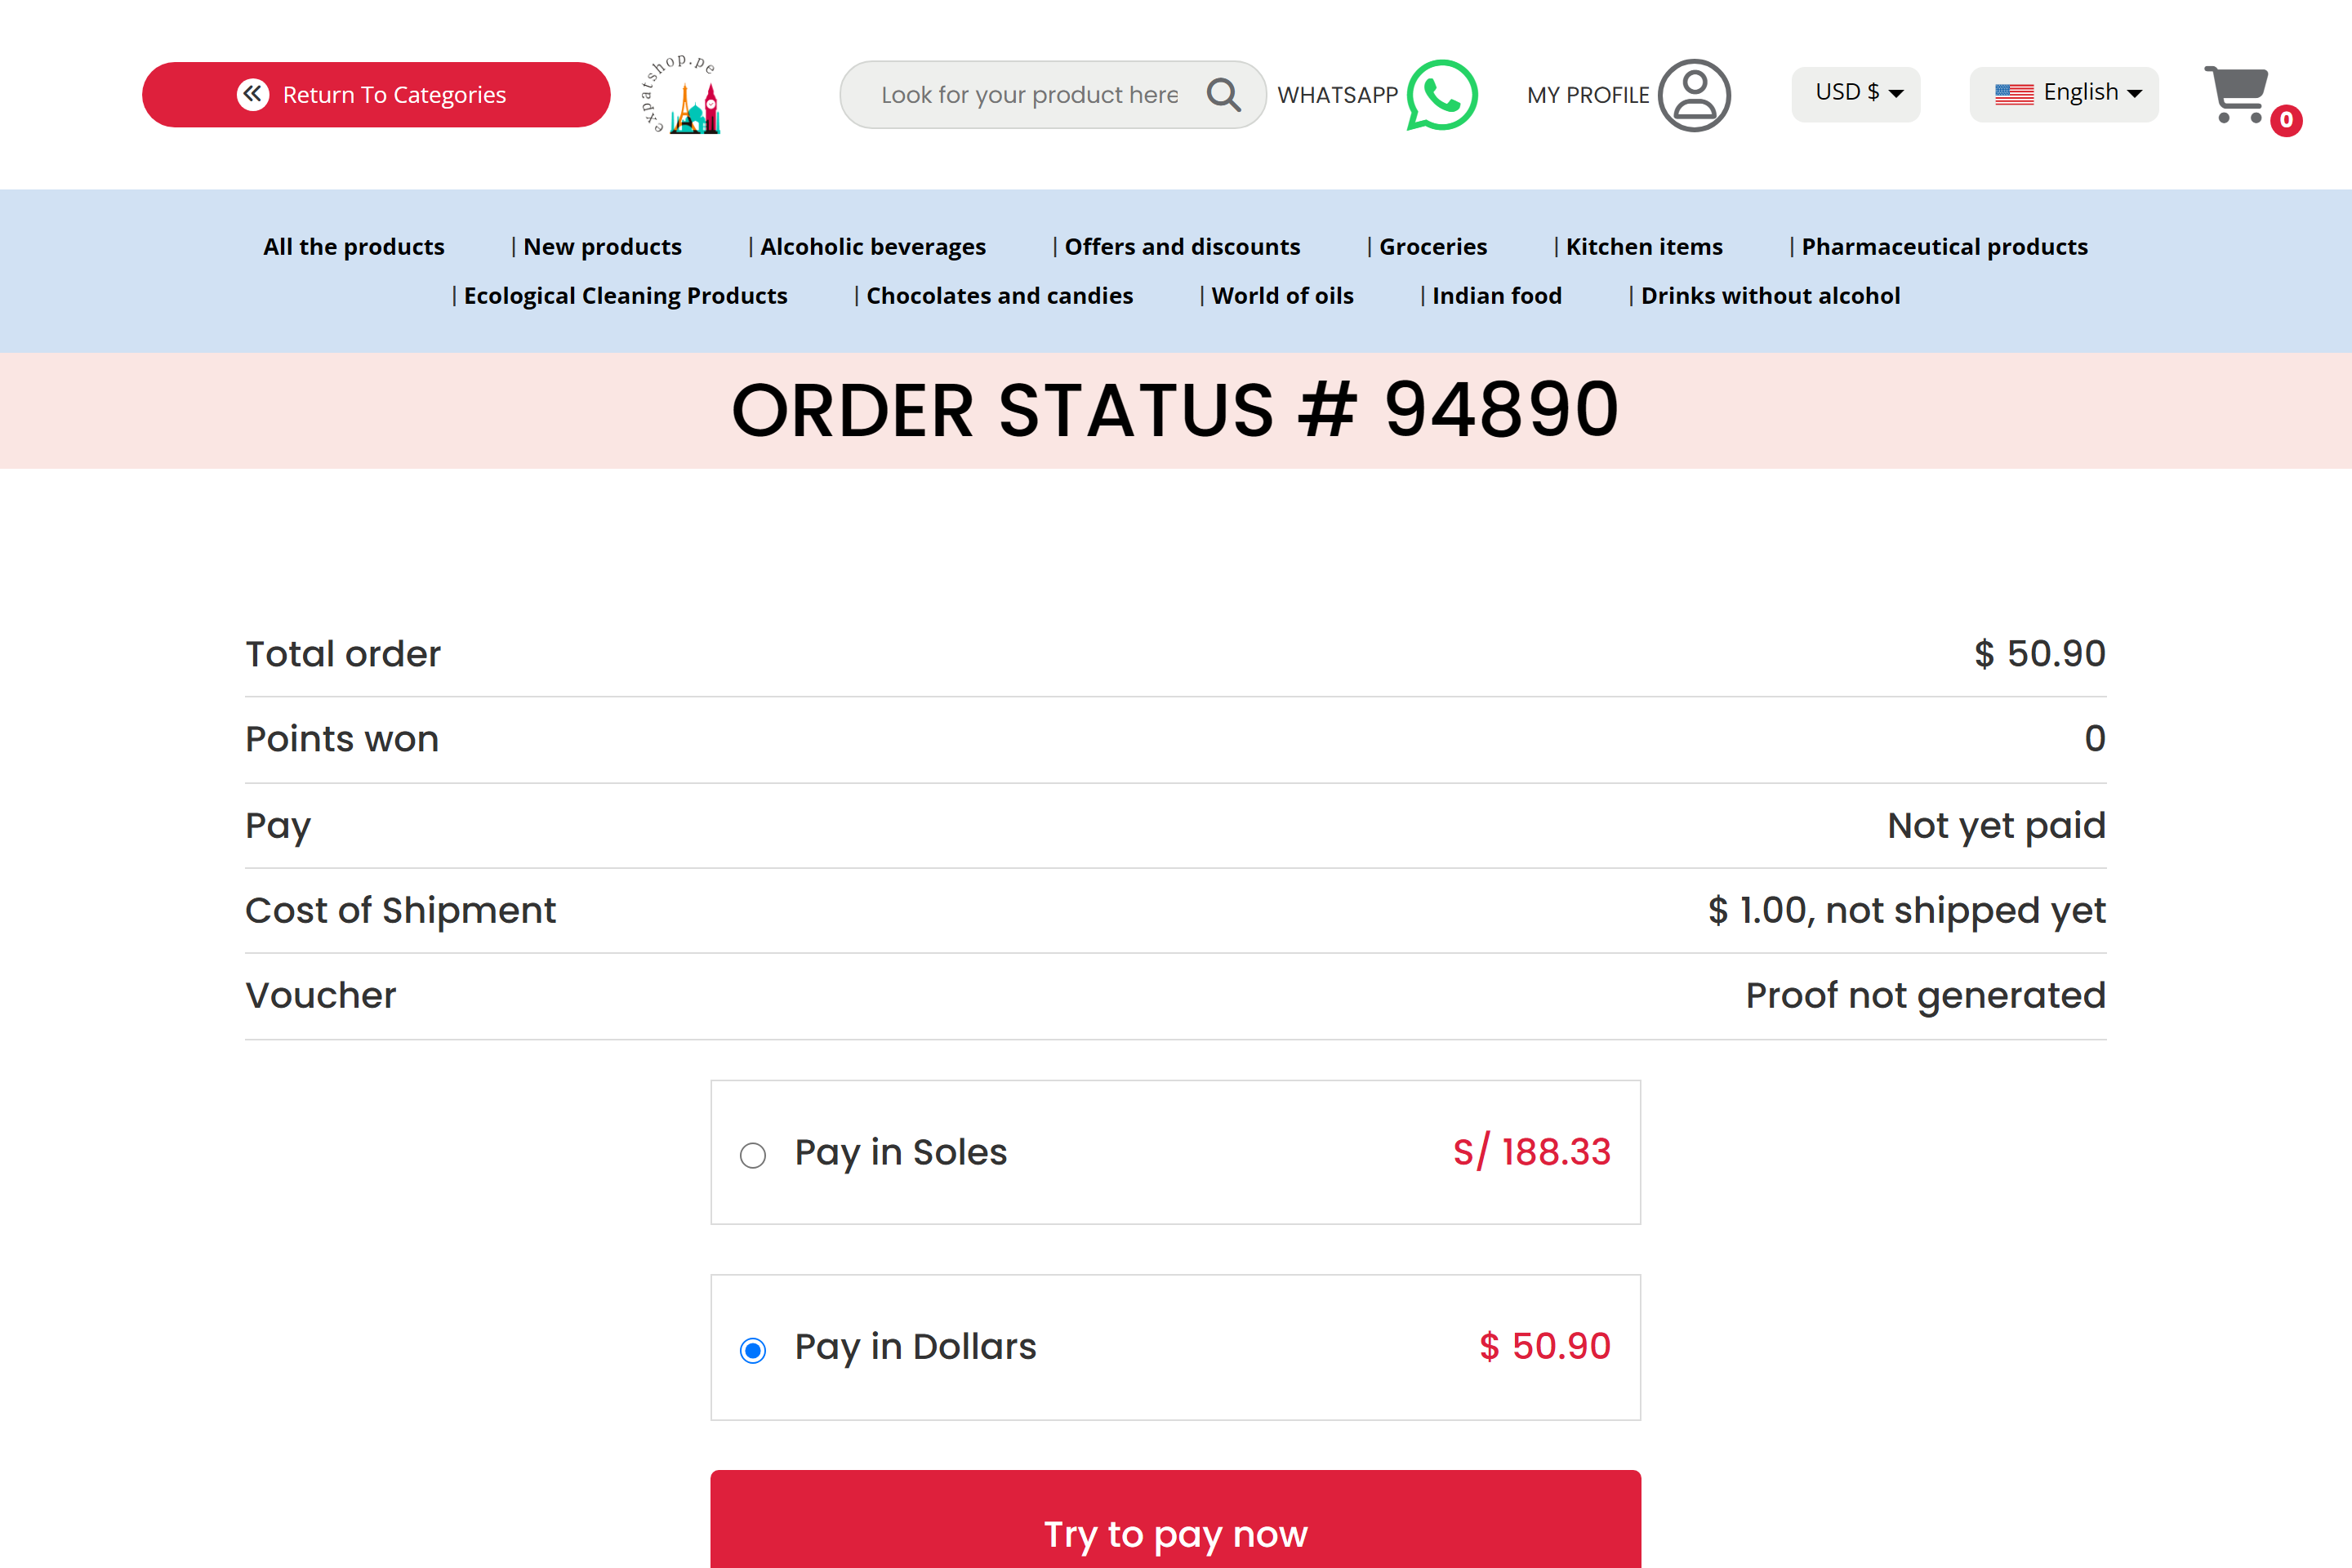 Return To Categories
expatshop.pe
Look for your product here
WHATSAPP
MY PROFILE
USD $
English
0
All the products | New products | Alcoholic beverages | Offers and discounts | Groceries | Kitchen items | Pharmaceutical products
| Ecological Cleaning Products | Chocolates and candies | World of oils | Indian food | Drinks without alcohol
ORDER STATUS # 94890
Total order $ 50.90
Points won 0
Pay Not yet paid
Cost of Shipment $ 1.00, not shipped yet
Voucher Proof not generated
Pay in Soles S/ 188.33
Pay in Dollars $ 50.90
Try to pay now